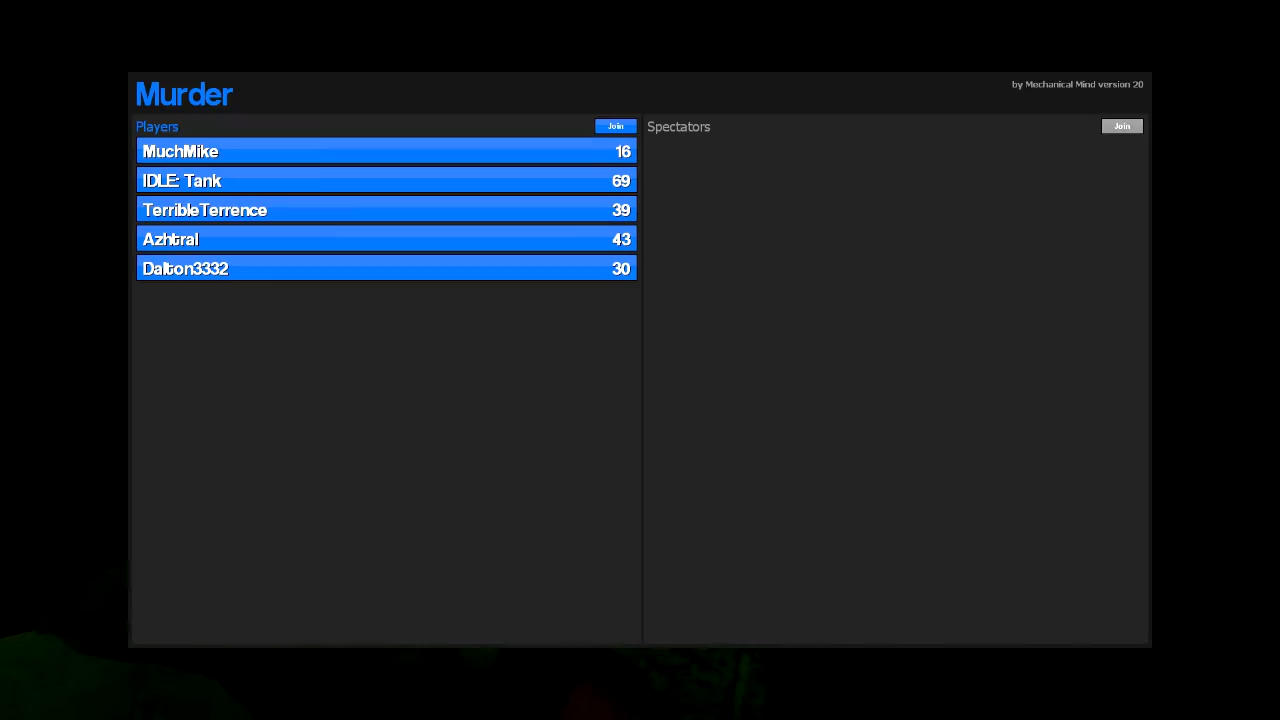 Murder
by Mechanical Mind version 20
Players
Join
Spectators
Join
MuchMike 16
IDLE: Tank 69
TerribleTerrence 39
Azhtral 43
Dalton3332 30